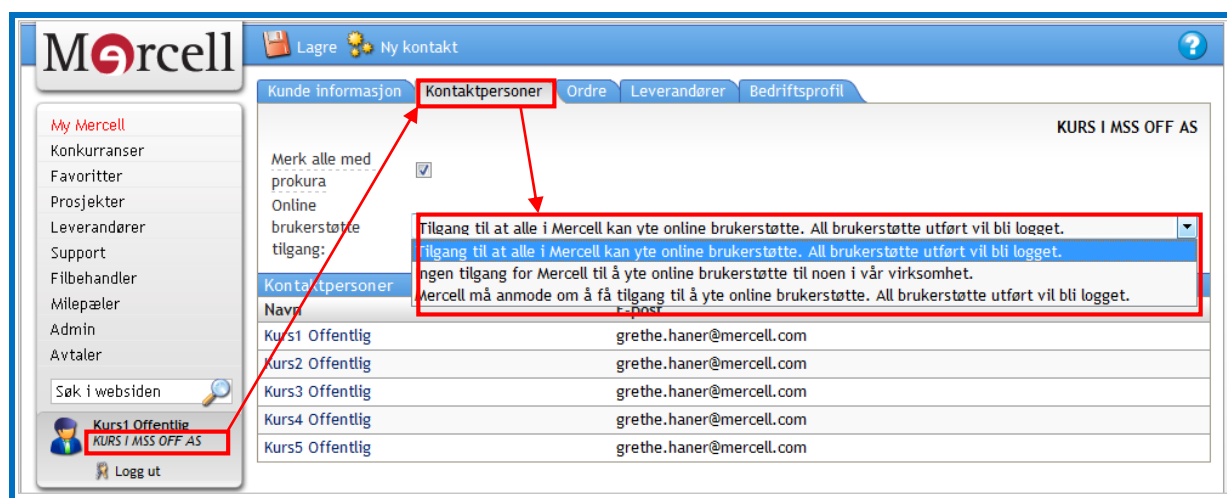 Mercell
Lagre Ny kontakt
?
Kunde informasjon Kontaktpersoner Ordre Leverandører Bedriftsprofil
My Mercell
Konkurranser
Favoritter
Prosjekter
Leverandører
Support
Filbehandler
Milepæler
Admin
Avtaler
Søk i websiden
Kurs1 Offentlig
KURS I MSS OFF AS
Logg ut
KURS I MSS OFF AS
Merk alle med
prokura
Online
brukerstøtte
tilgang:
Tilgang til at alle i Mercell kan yte online brukerstøtte. All brukerstøtte utført vil bli logget.
Tilgang til at alle i Mercell kan yte online brukerstøtte. All brukerstøtte utført vil bli logget.
Ingen tilgang for Mercell til å yte online brukerstøtte til noen i vår virksomhet.
Mercell må anmode om å få tilgang til å yte online brukerstøtte. All brukerstøtte utført vil bli logget.
Kontaktpersoner
Navn E-post
Kurs1 Offentlig grethe.haner@mercell.com
Kurs2 Offentlig grethe.haner@mercell.com
Kurs3 Offentlig grethe.haner@mercell.com
Kurs4 Offentlig grethe.haner@mercell.com
Kurs5 Offentlig grethe.haner@mercell.com